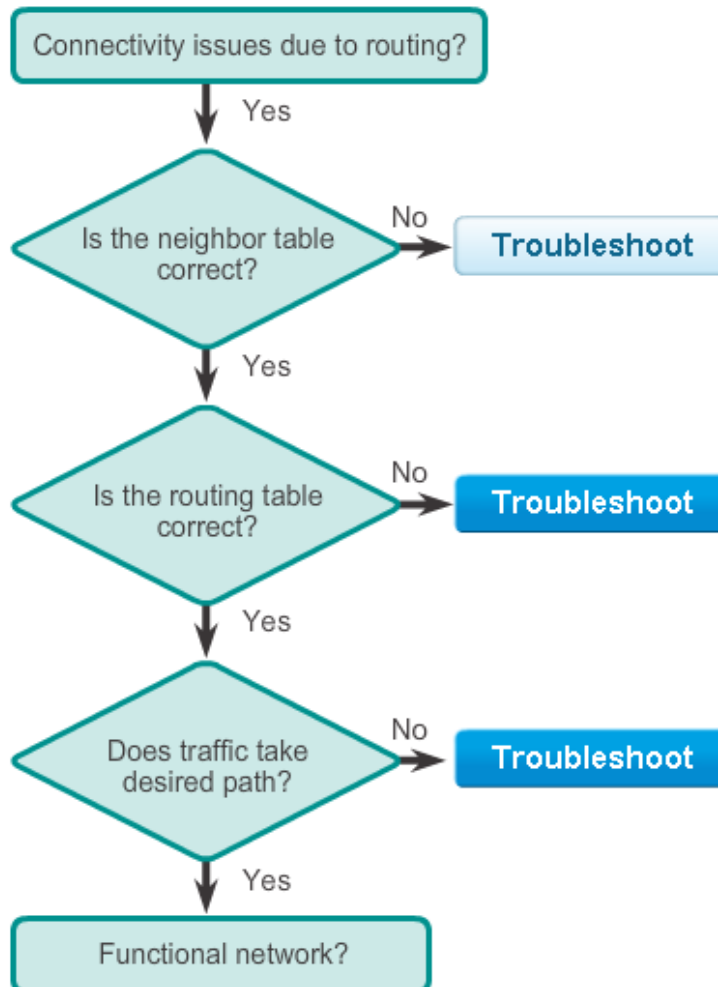 Connectivity issues due to routing?
Yes
Is the neighbor table
correct?
No
Troubleshoot
Yes
Is the routing table
correct?
No
Troubleshoot
Yes
Does traffic take
desired path?
No
Troubleshoot
Yes
Functional network?